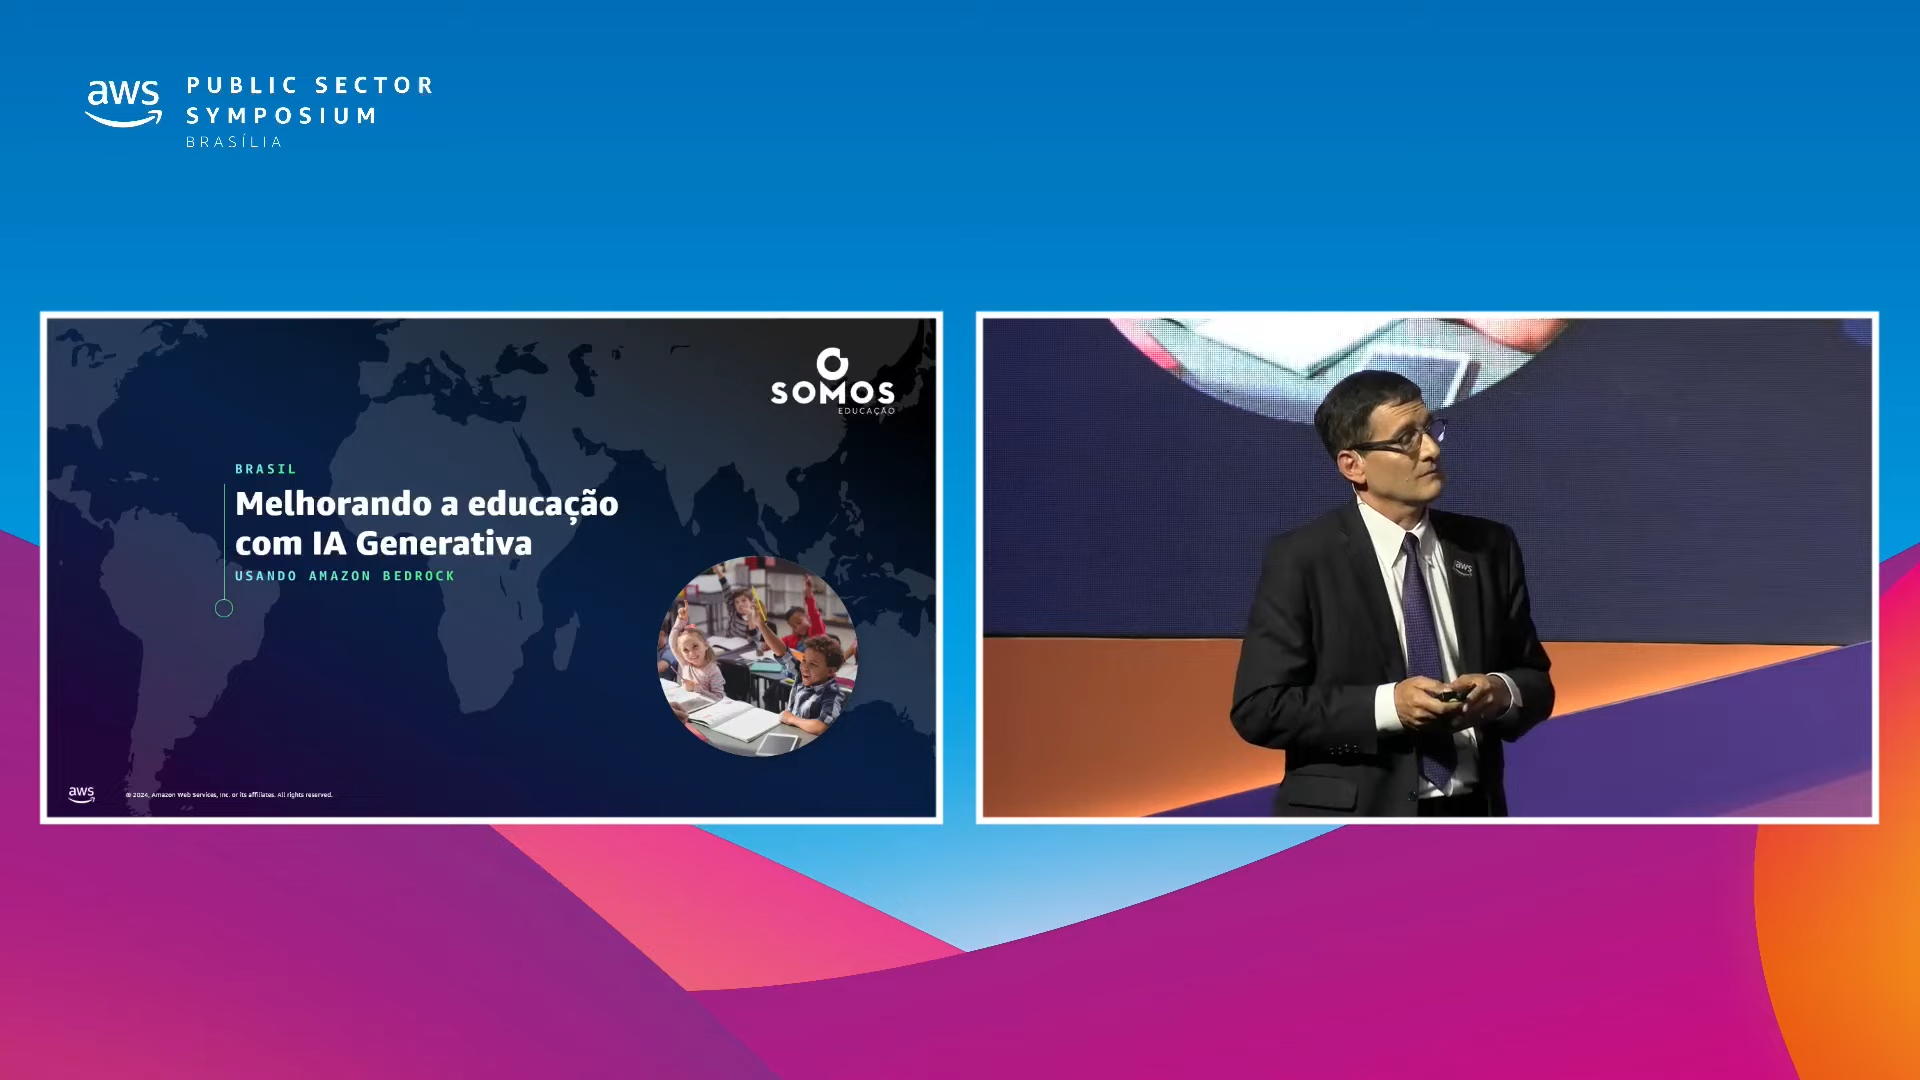 aws
PUBLIC SECTOR
SYMPOSIUM
BRASÍLIA
SOMOS
EDUCAÇÃO
BRASIL
Melhorando a educação
com IA Generativa
USANDO AMAZON BEDROCK
aws
© 2024, Amazon Web Services, Inc. or its affiliates. All rights reserved.
aws